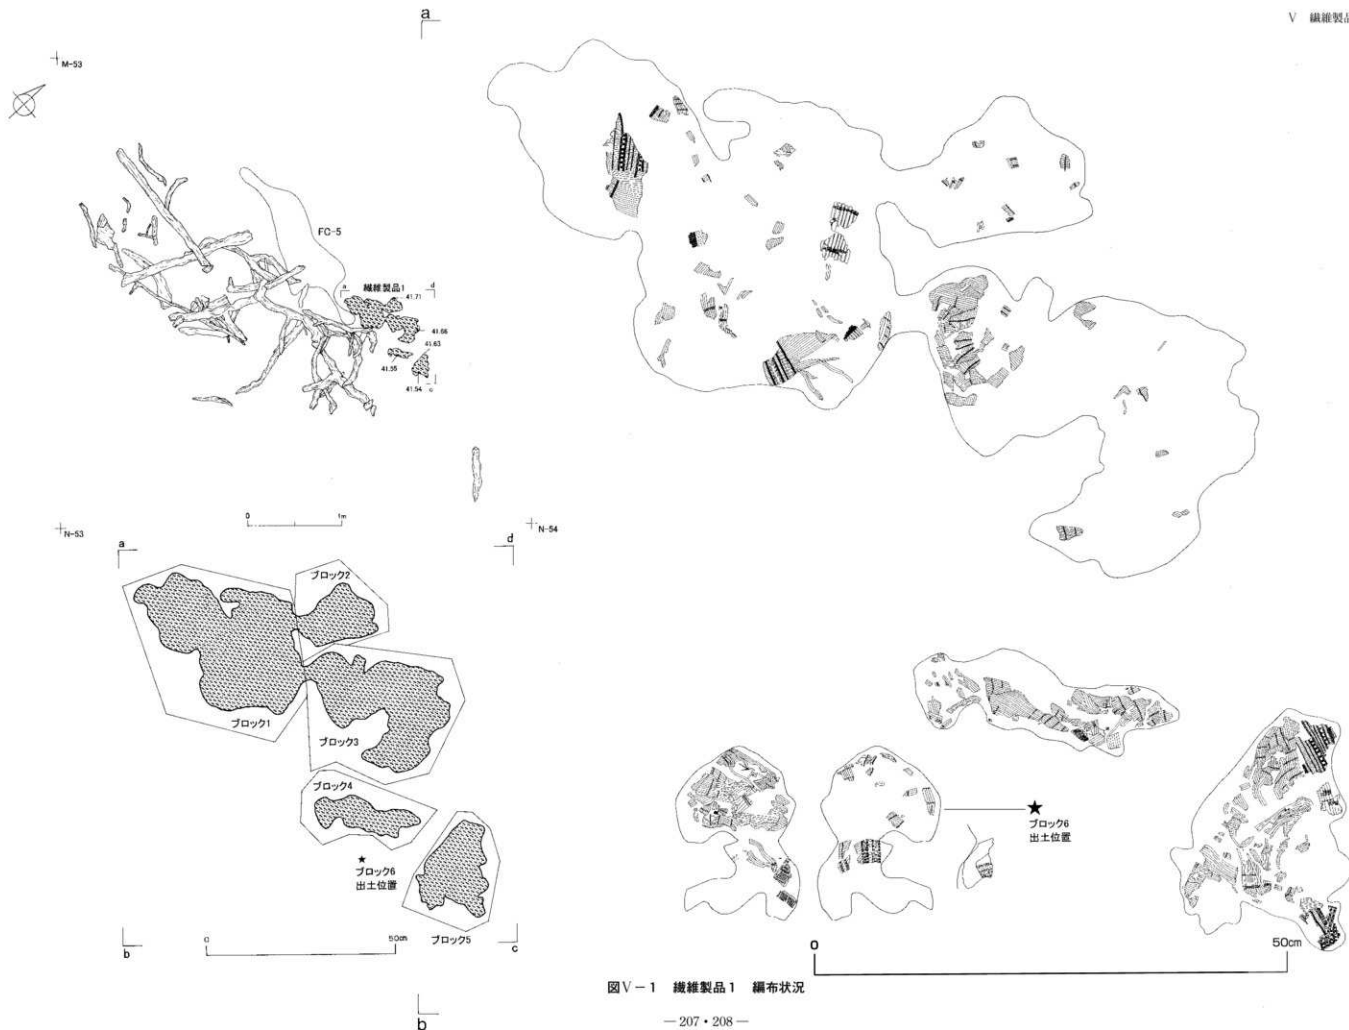 V 繊維製品
a
M-53
FC-5
繊維製品1
a
d
41.71
41.66
41.63
41.55
41.54
c
0
1m
N-53
N-54
a
d
ブロック2
ブロック1
ブロック3
ブロック4
★
ブロック6
出土位置
ブロック5
b
0
50cm
c
b
★
ブロック6
出土位置
0
50cm
図V－1 繊維製品1 編布状況
— 207・208 —